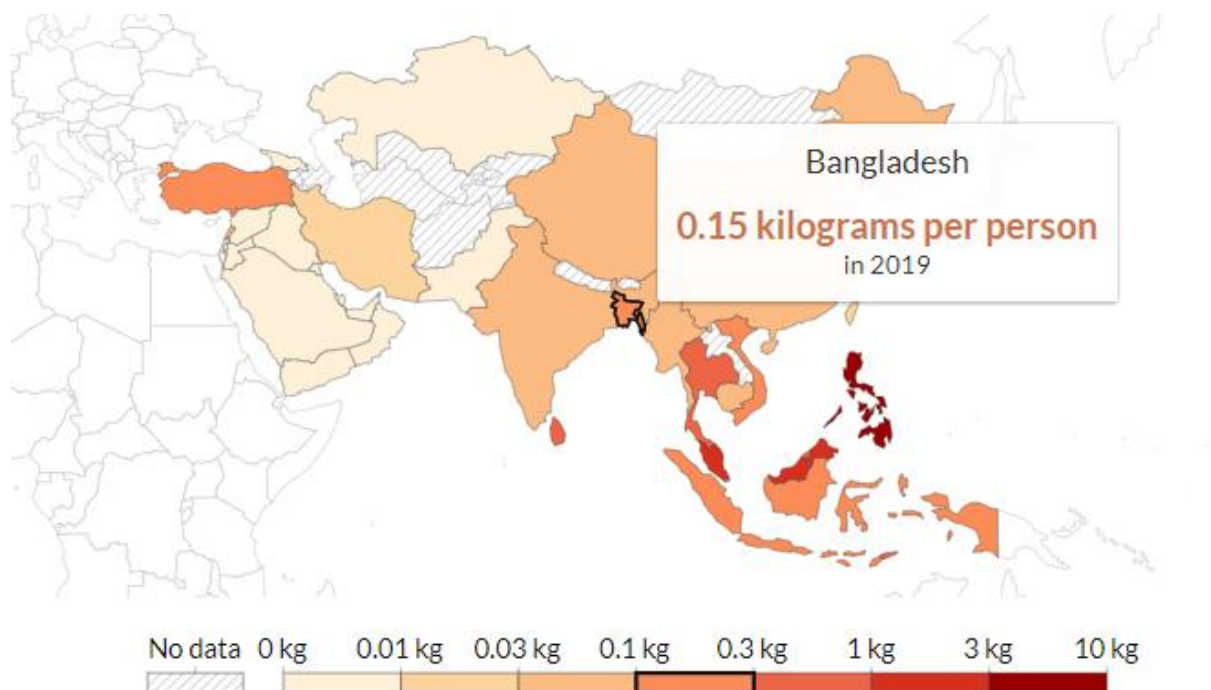 Bangladesh
0.15 kilograms per person
in 2019
No data 0 kg 0.01 kg 0.03 kg 0.1 kg 0.3 kg 1 kg 3 kg 10 kg